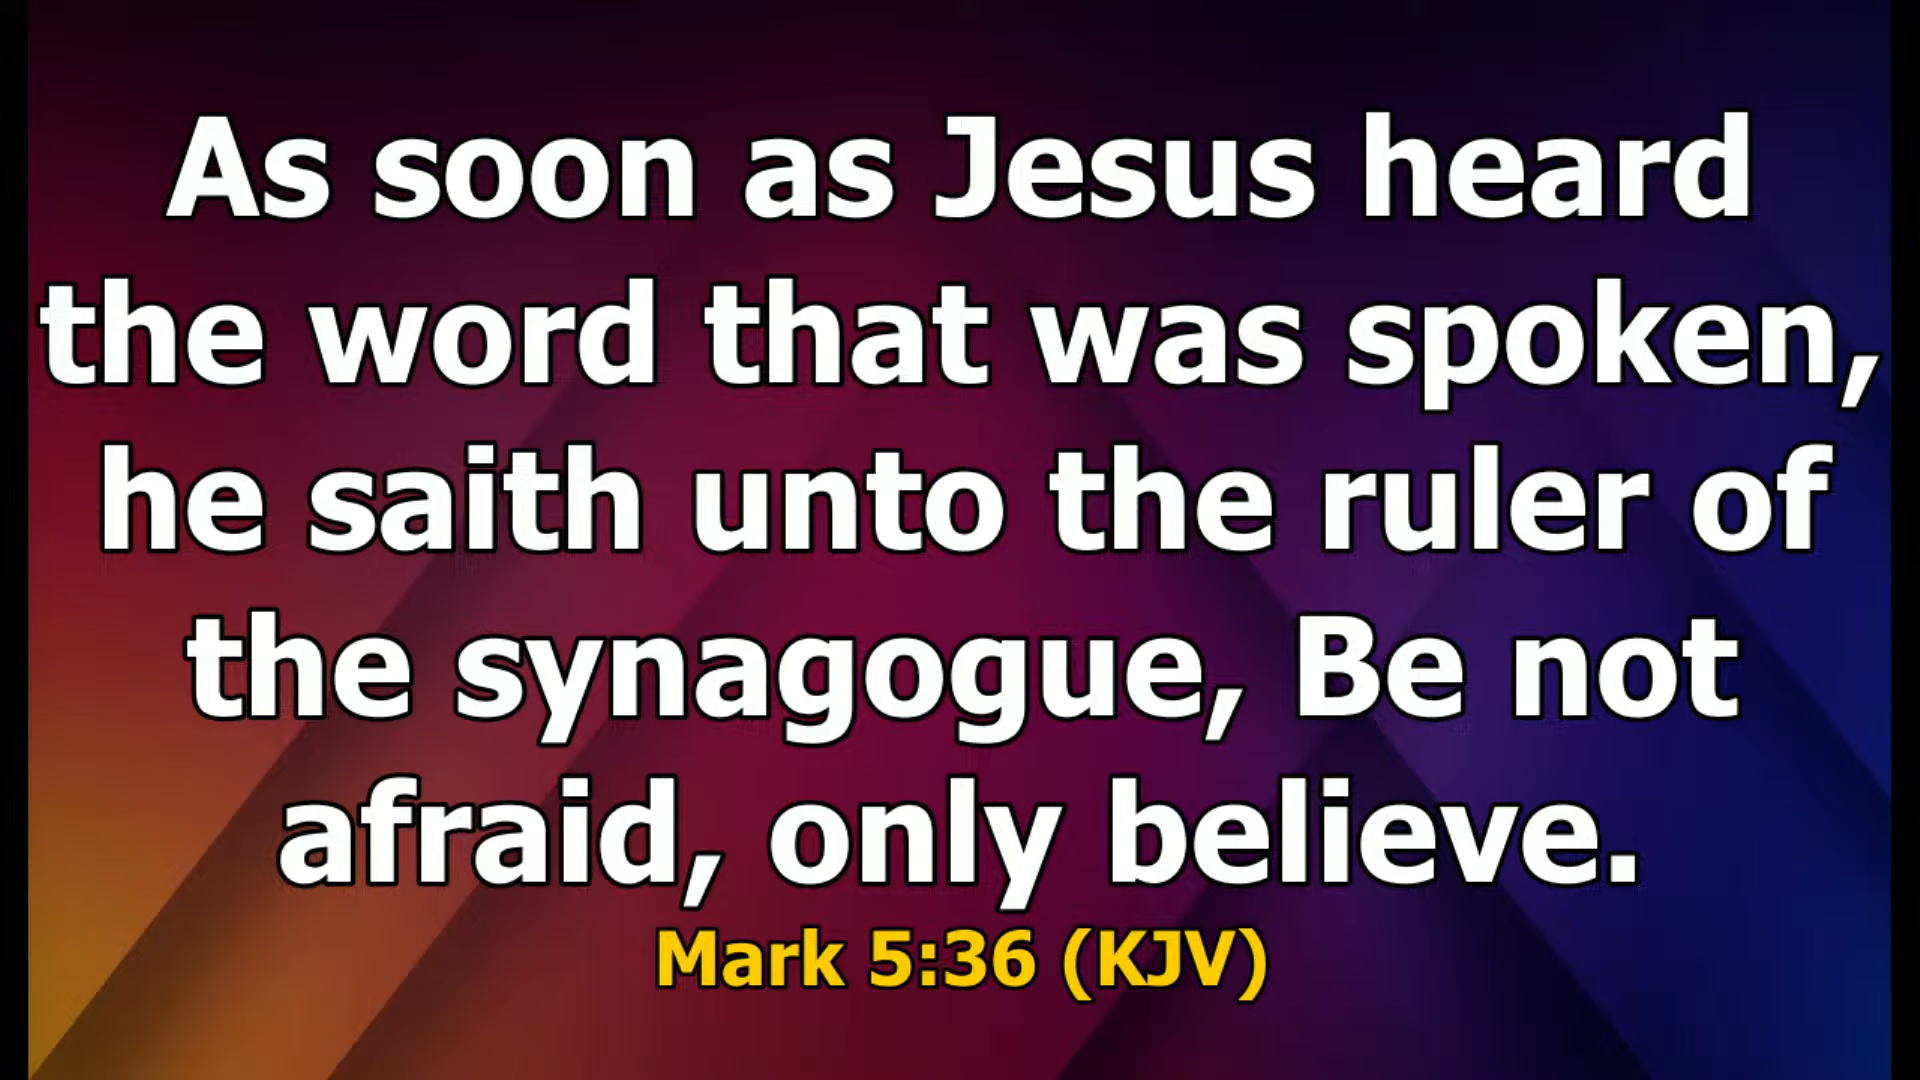 As soon as Jesus heard
the word that was spoken,
he saith unto the ruler of
the synagogue, Be not
afraid, only believe.
Mark 5:36 (KJV)